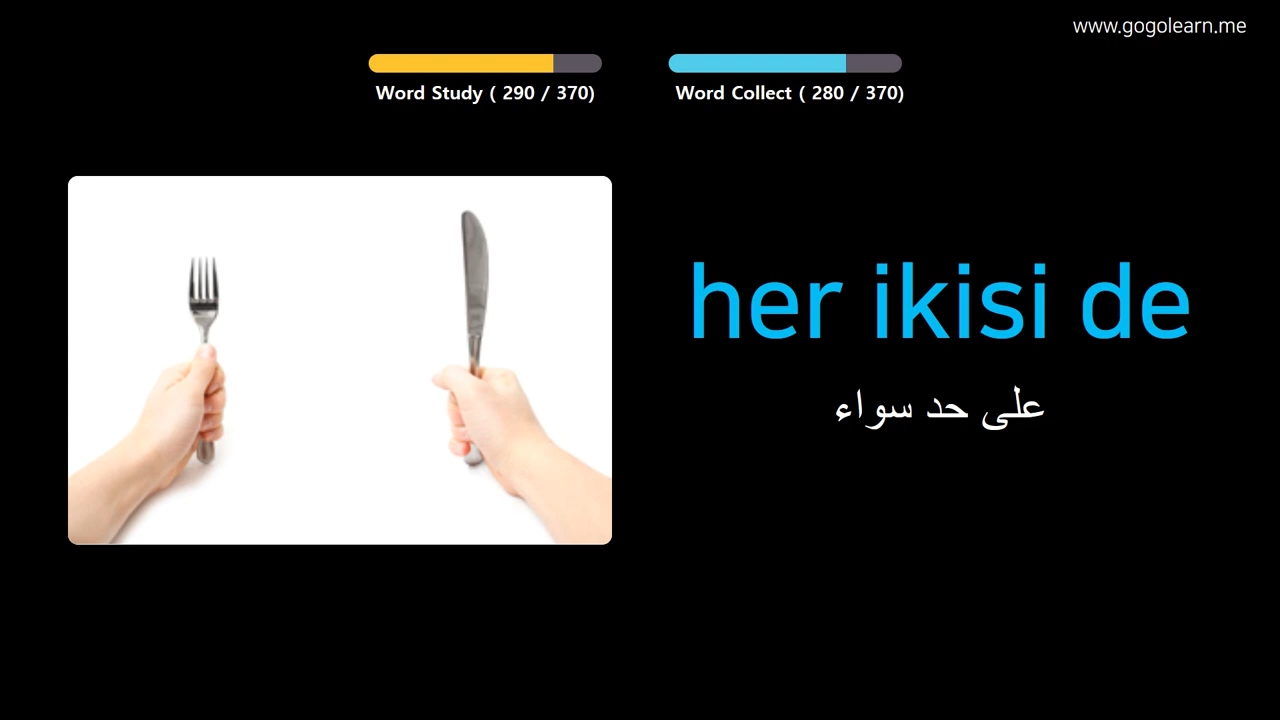 www.gogolearn.me
Word Study ( 290 / 370)
Word Collect ( 280 / 370)
her ikisi de
على حد سواء